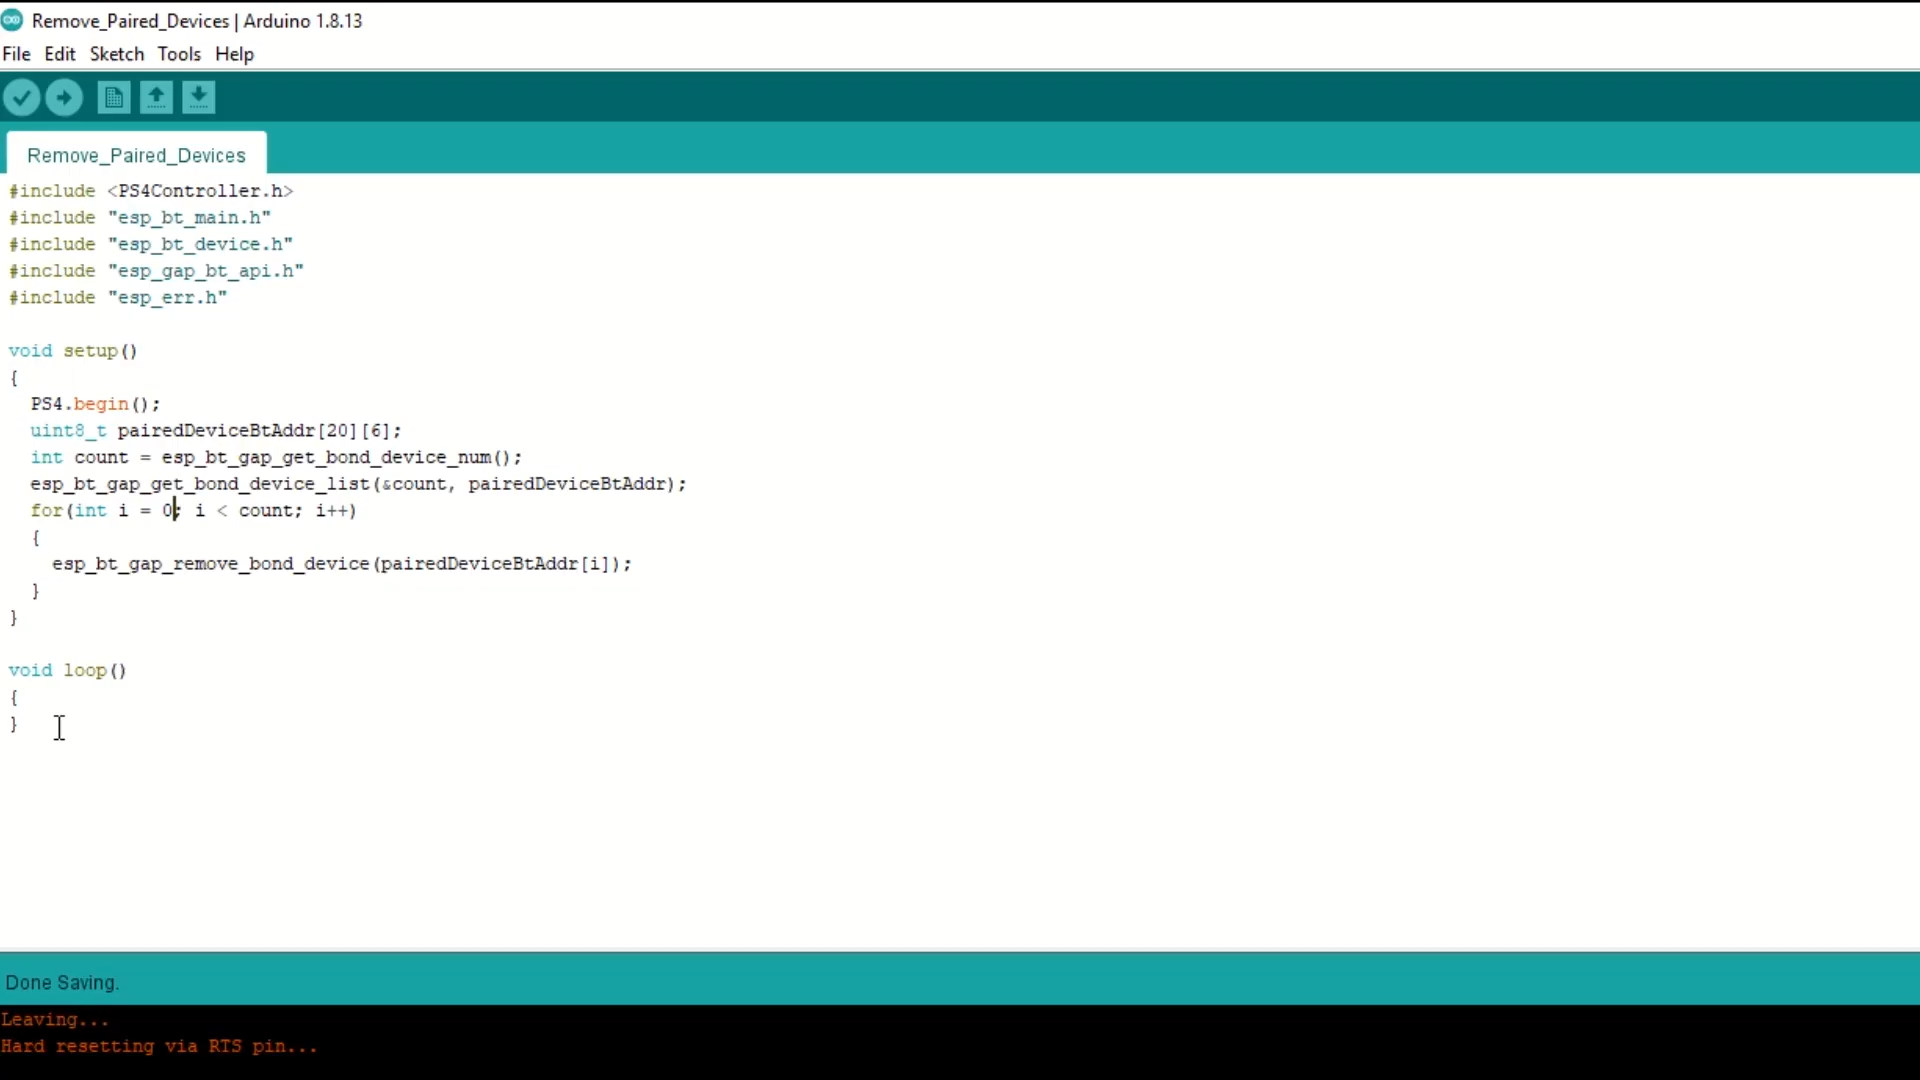 Remove_Paired_Devices | Arduino 1.8.13
File Edit Sketch Tools Help
Remove_Paired_Devices
#include <PS4Controller.h>
#include "esp_bt_main.h"
#include "esp_bt_device.h"
#include "esp_gap_bt_api.h"
#include "esp_err.h"
void setup()
{
  PS4.begin();
  uint8_t pairedDeviceBtAddr[20][6];
  int count = esp_bt_gap_get_bond_device_num();
  esp_bt_gap_get_bond_device_list(&count, pairedDeviceBtAddr);
  for(int i = 0; i < count; i++)
  {
    esp_bt_gap_remove_bond_device(pairedDeviceBtAddr[i]);
  }
}
void loop()
{
}
Done Saving.
Leaving...
Hard resetting via RTS pin...